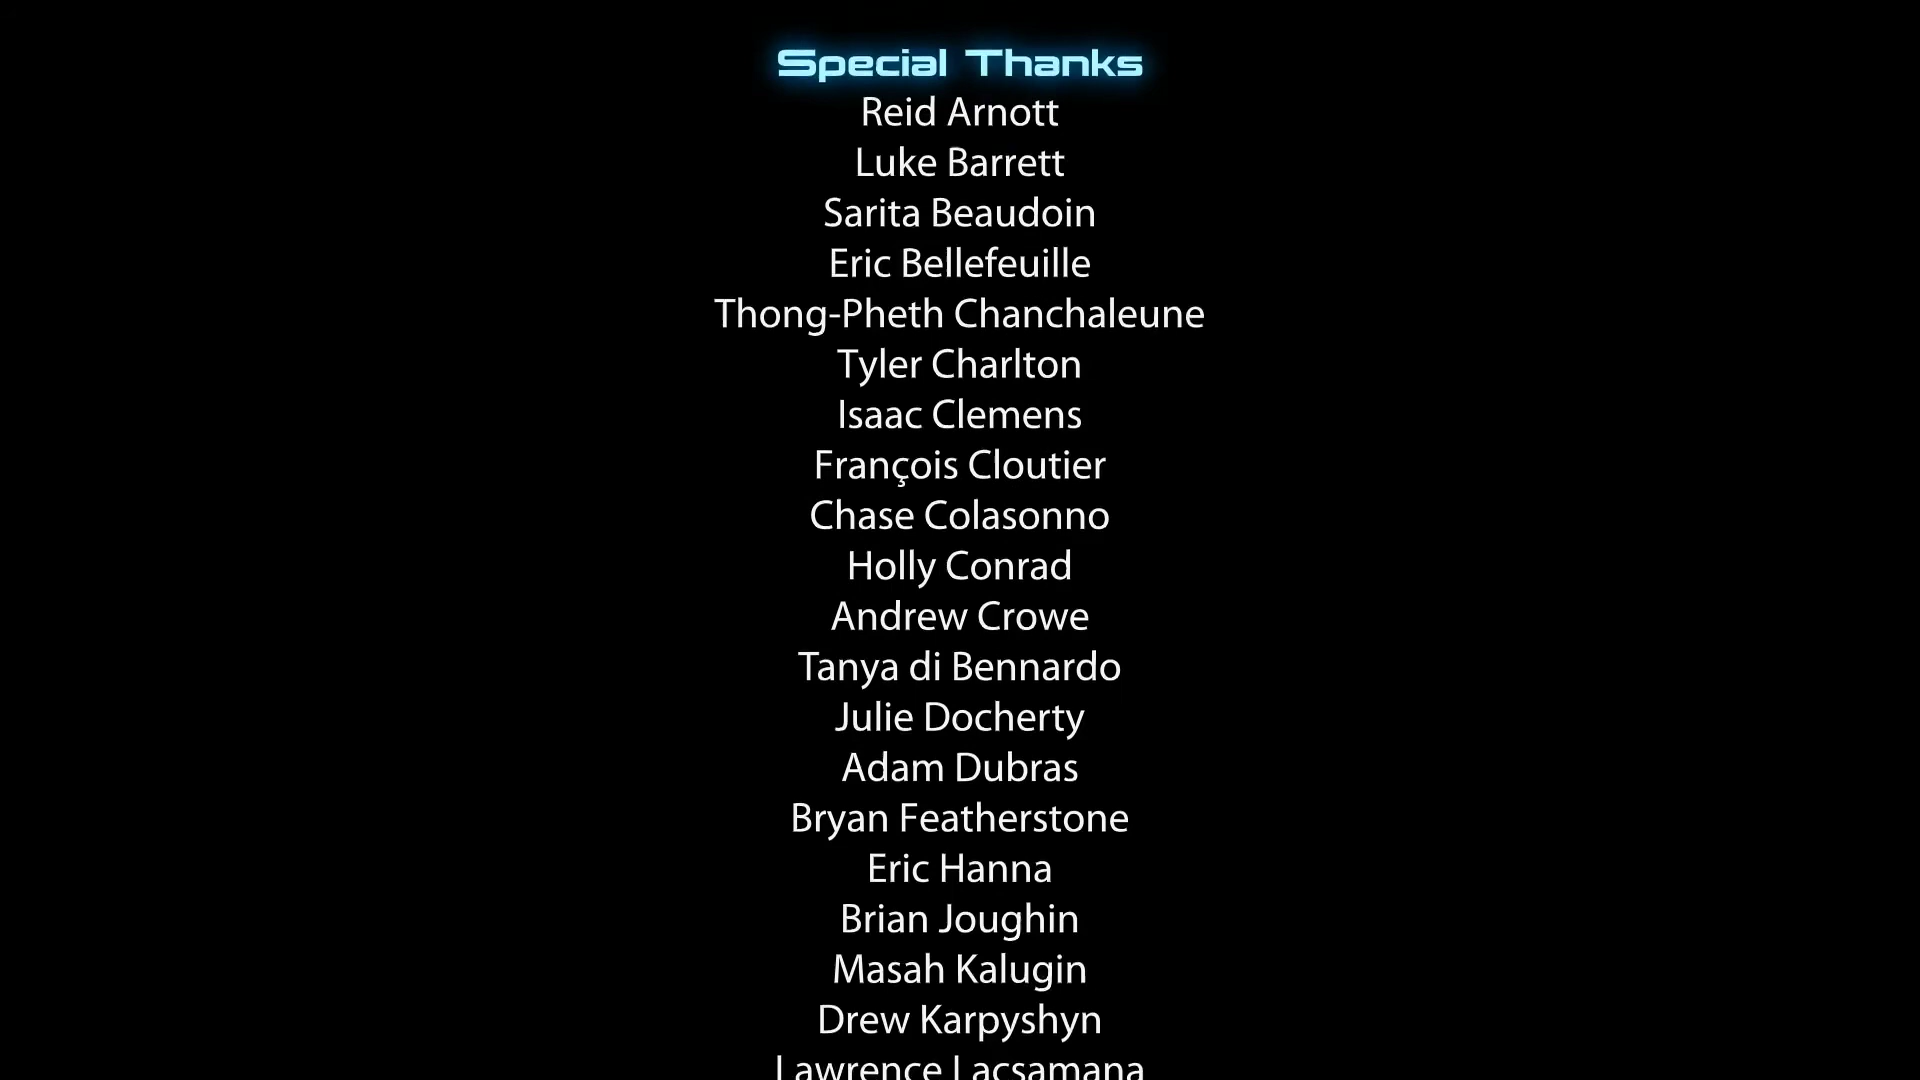 Special Thanks
Reid Arnott
Luke Barrett
Sarita Beaudoin
Eric Bellefeuille
Thong-Pheth Chanchaleune
Tyler Charlton
Isaac Clemens
François Cloutier
Chase Colasonno
Holly Conrad
Andrew Crowe
Tanya di Bennardo
Julie Docherty
Adam Dubras
Bryan Featherstone
Eric Hanna
Brian Joughin
Masah Kalugin
Drew Karpyshyn
Lawrence Lacsamana